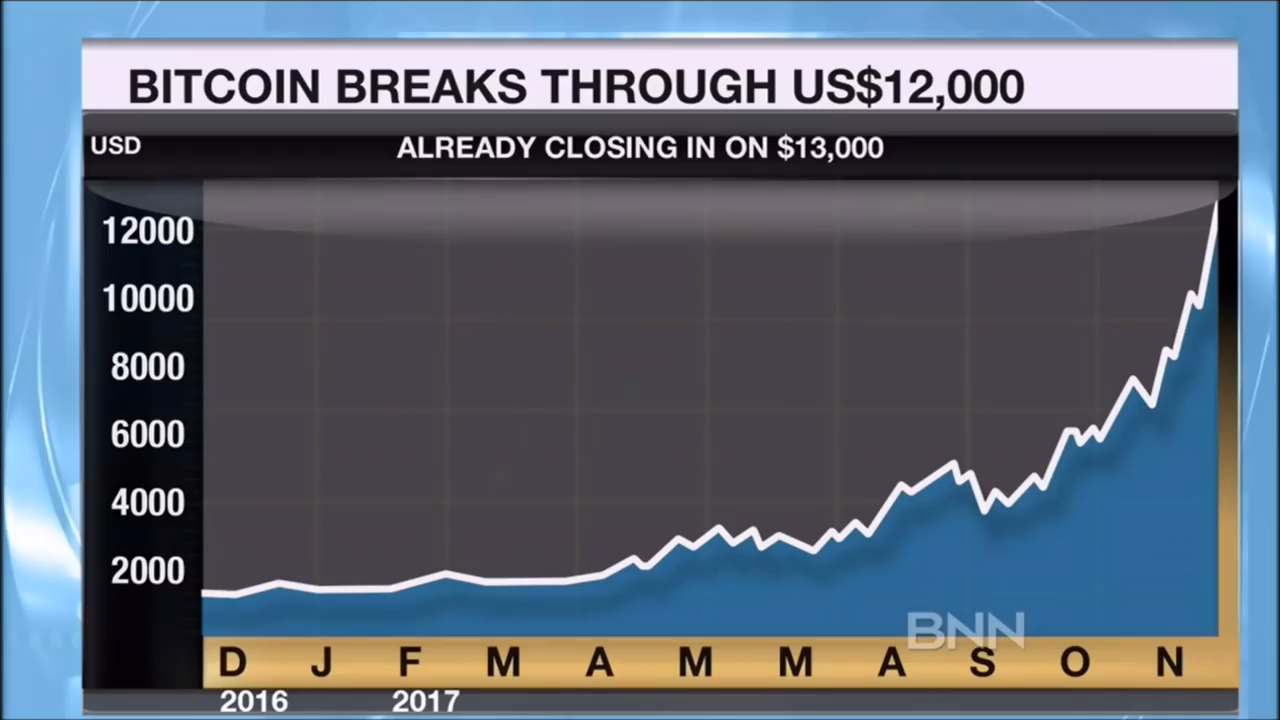 BITCOIN BREAKS THROUGH US$12,000
USD
ALREADY CLOSING IN ON $13,000
12000
10000
8000
6000
4000
2000
BNN
D J F M A M M A S O N
2016 2017